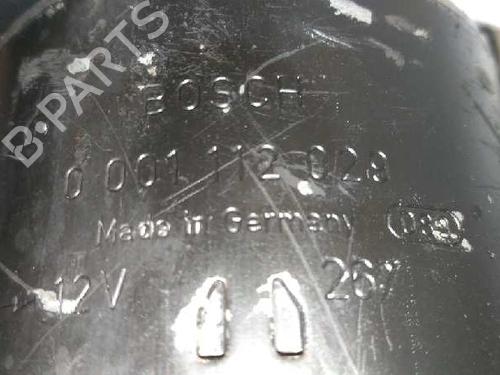 B-PARTS
BOSCH
0 001 112 028
Made in Germany
12V 267